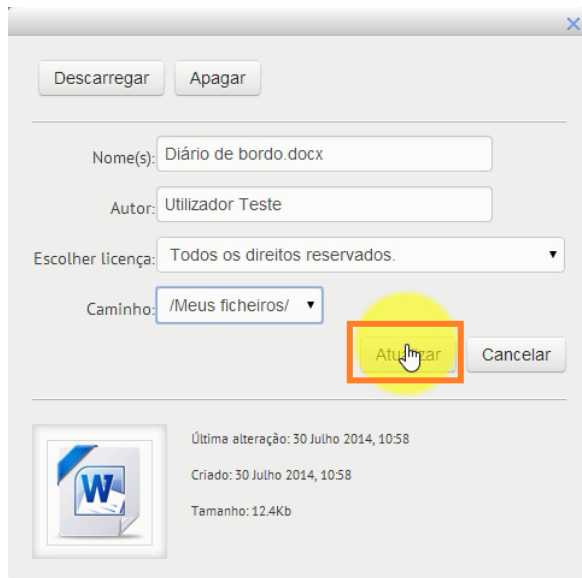 Descarregar Apagar
Nome(s): Diário de bordo.docx
Autor: Utilizador Teste
Escolher licença: Todos os direitos reservados.
Caminho: /Meus ficheiros/
Atualizar Cancelar
Última alteração: 30 Julho 2014, 10:58
Criado: 30 Julho 2014, 10:58
Tamanho: 12.4Kb
W